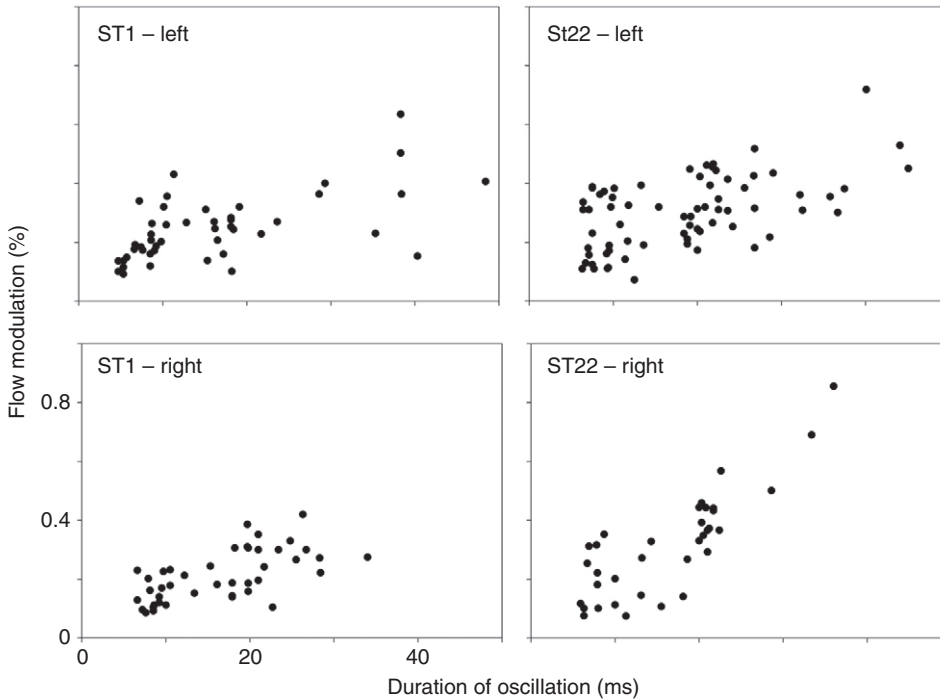 ST1 – left
St22 – left
Flow modulation (%)
ST1 – right
ST22 – right
0.8
0.4
0
0
20
40
Duration of oscillation (ms)